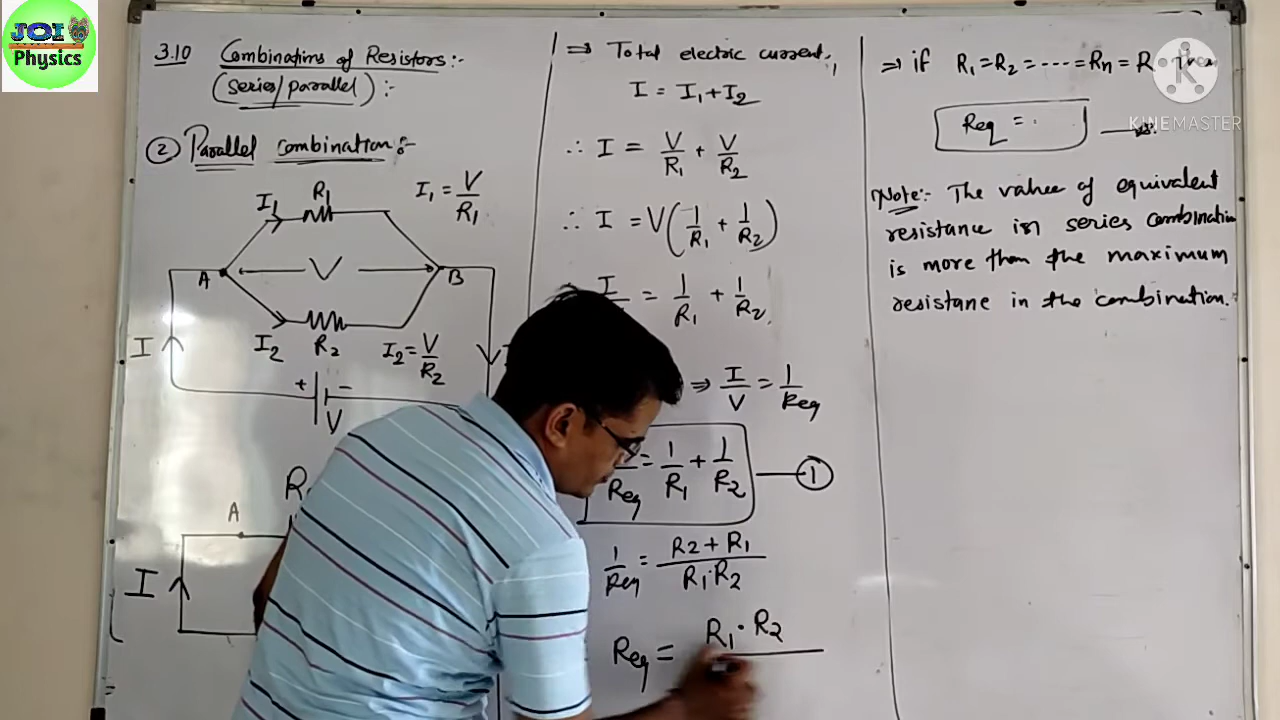 JOI
Physics
3.10 Combinations of Resistors:-
(series/parallel):-
② Parallel combination:-
I₁ R₁ I₁ = V/R₁
A V B
I₂ R₂ I₂ = V/R₂
I
+ -
V
A
I
⇒ Total electric current,
I = I₁ + I₂
∴ I = V/R₁ + V/R₂
∴ I = V(1/R₁ + 1/R₂)
= 1/R₁ + 1/R₂
⇒ I/V = 1/Req
Req = 1/R₁ + 1/R₂ — ①
1/Req = R2 + R₁/R₁·R₂
Req = R₁·R₂
⇒ if R₁ = R₂ = ---- = Rn = R
Req =
Note:- The value of equivalent
resistance in series combination
is more than the maximum
resistane in the combination.
KINEMASTER